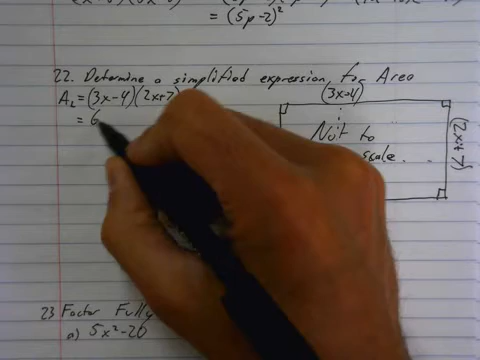 = (5p-2)²
22. Determine a simplified expression for Area
A₂ = (3x-4)(2x+7)
= 6
(3x-4)
Not to
scale.
(2x+7)
23 Factor Fully
a) 5x²-20